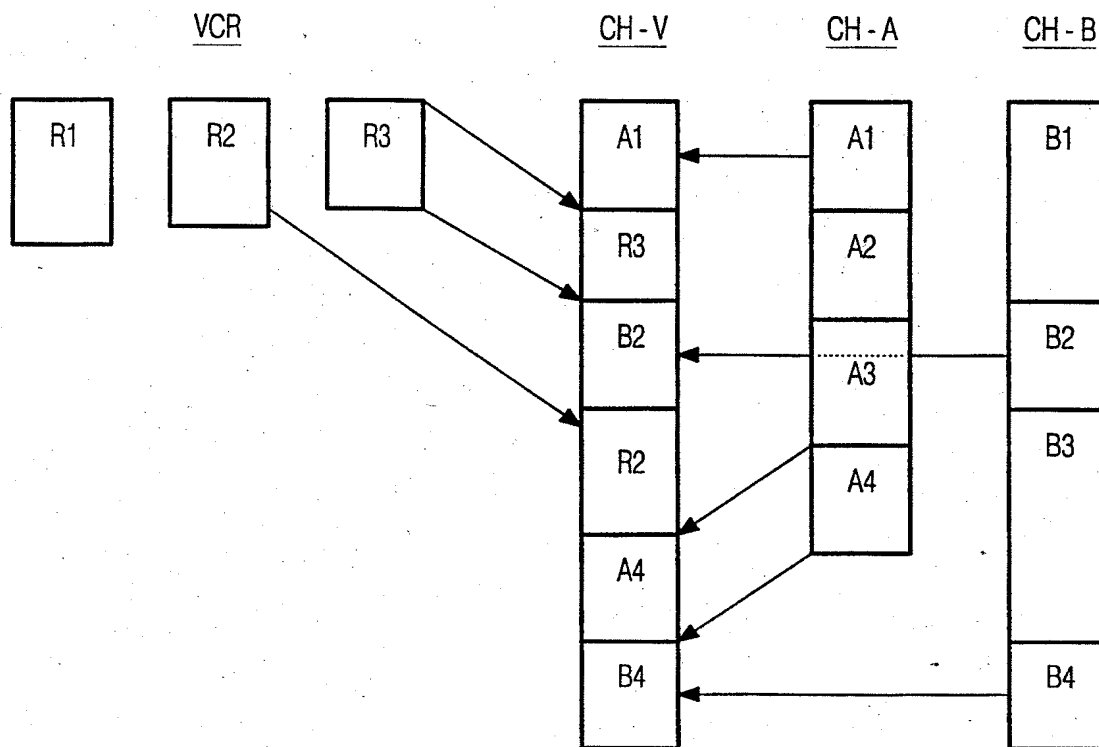 VCR CH-V CH-A CH-B
R1 R2 R3 A1 A1 B1
R3 A2
B2 A3 B2
R2 A4 B3
A4
B4 B4